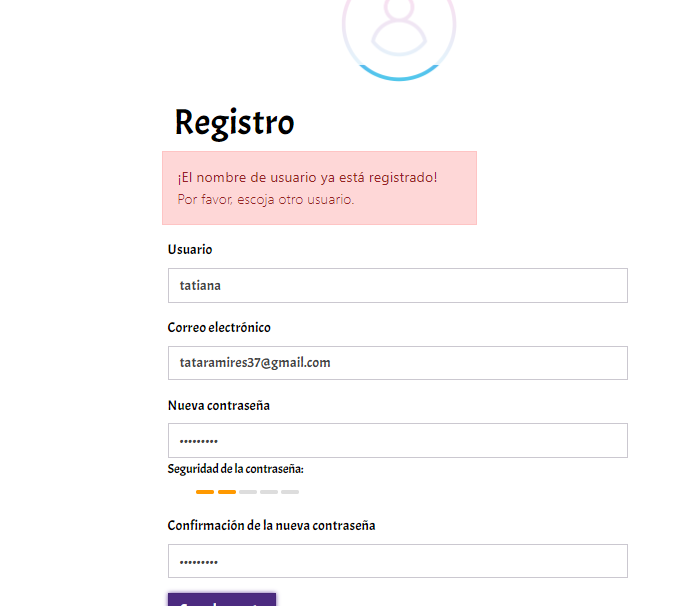 Registro
¡El nombre de usuario ya está registrado!
Por favor, escoja otro usuario.
Usuario
tatiana
Correo electrónico
tataramires37@gmail.com
Nueva contraseña
•••••••••
Seguridad de la contraseña:
Confirmación de la nueva contraseña
•••••••••